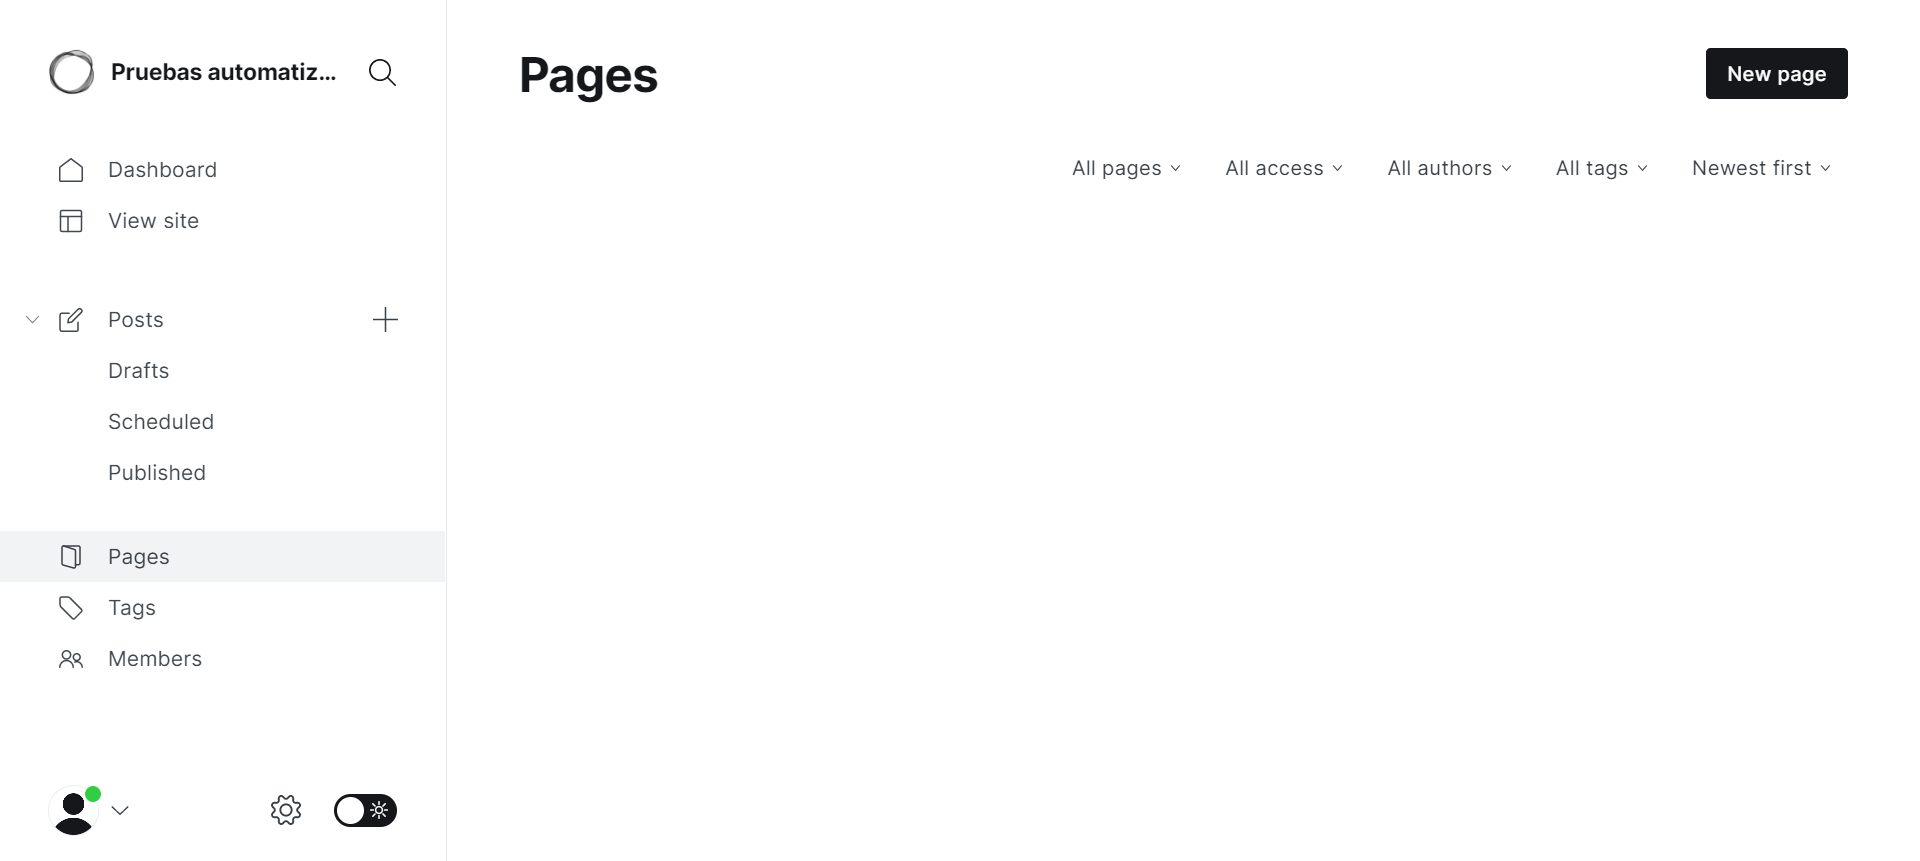 Pruebas automatiz...
Dashboard
View site
Posts
Drafts
Scheduled
Published
Pages
Tags
Members
Pages
New page
All pages
All access
All authors
All tags
Newest first